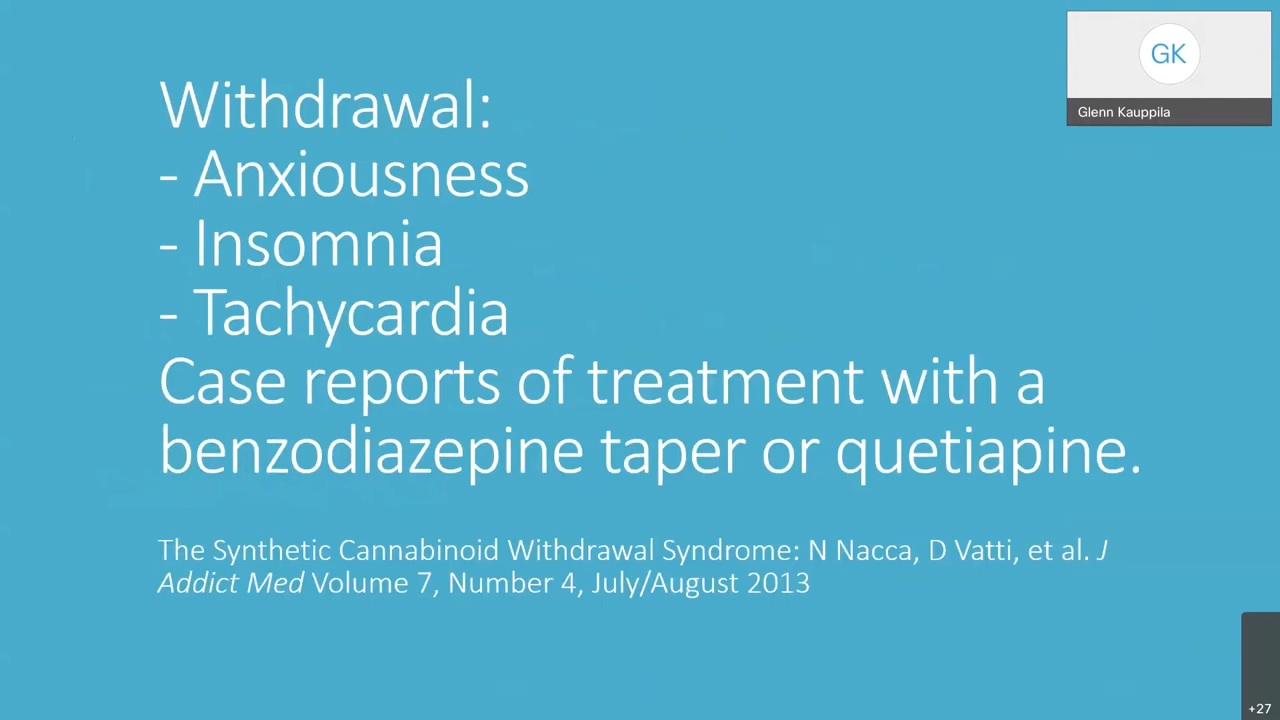 Withdrawal:
- Anxiousness
- Insomnia
- Tachycardia
Case reports of treatment with a
benzodiazepine taper or quetiapine.
The Synthetic Cannabinoid Withdrawal Syndrome: N Nacca, D Vatti, et al. J
Addict Med Volume 7, Number 4, July/August 2013
GK
Glenn Kauppila
+27